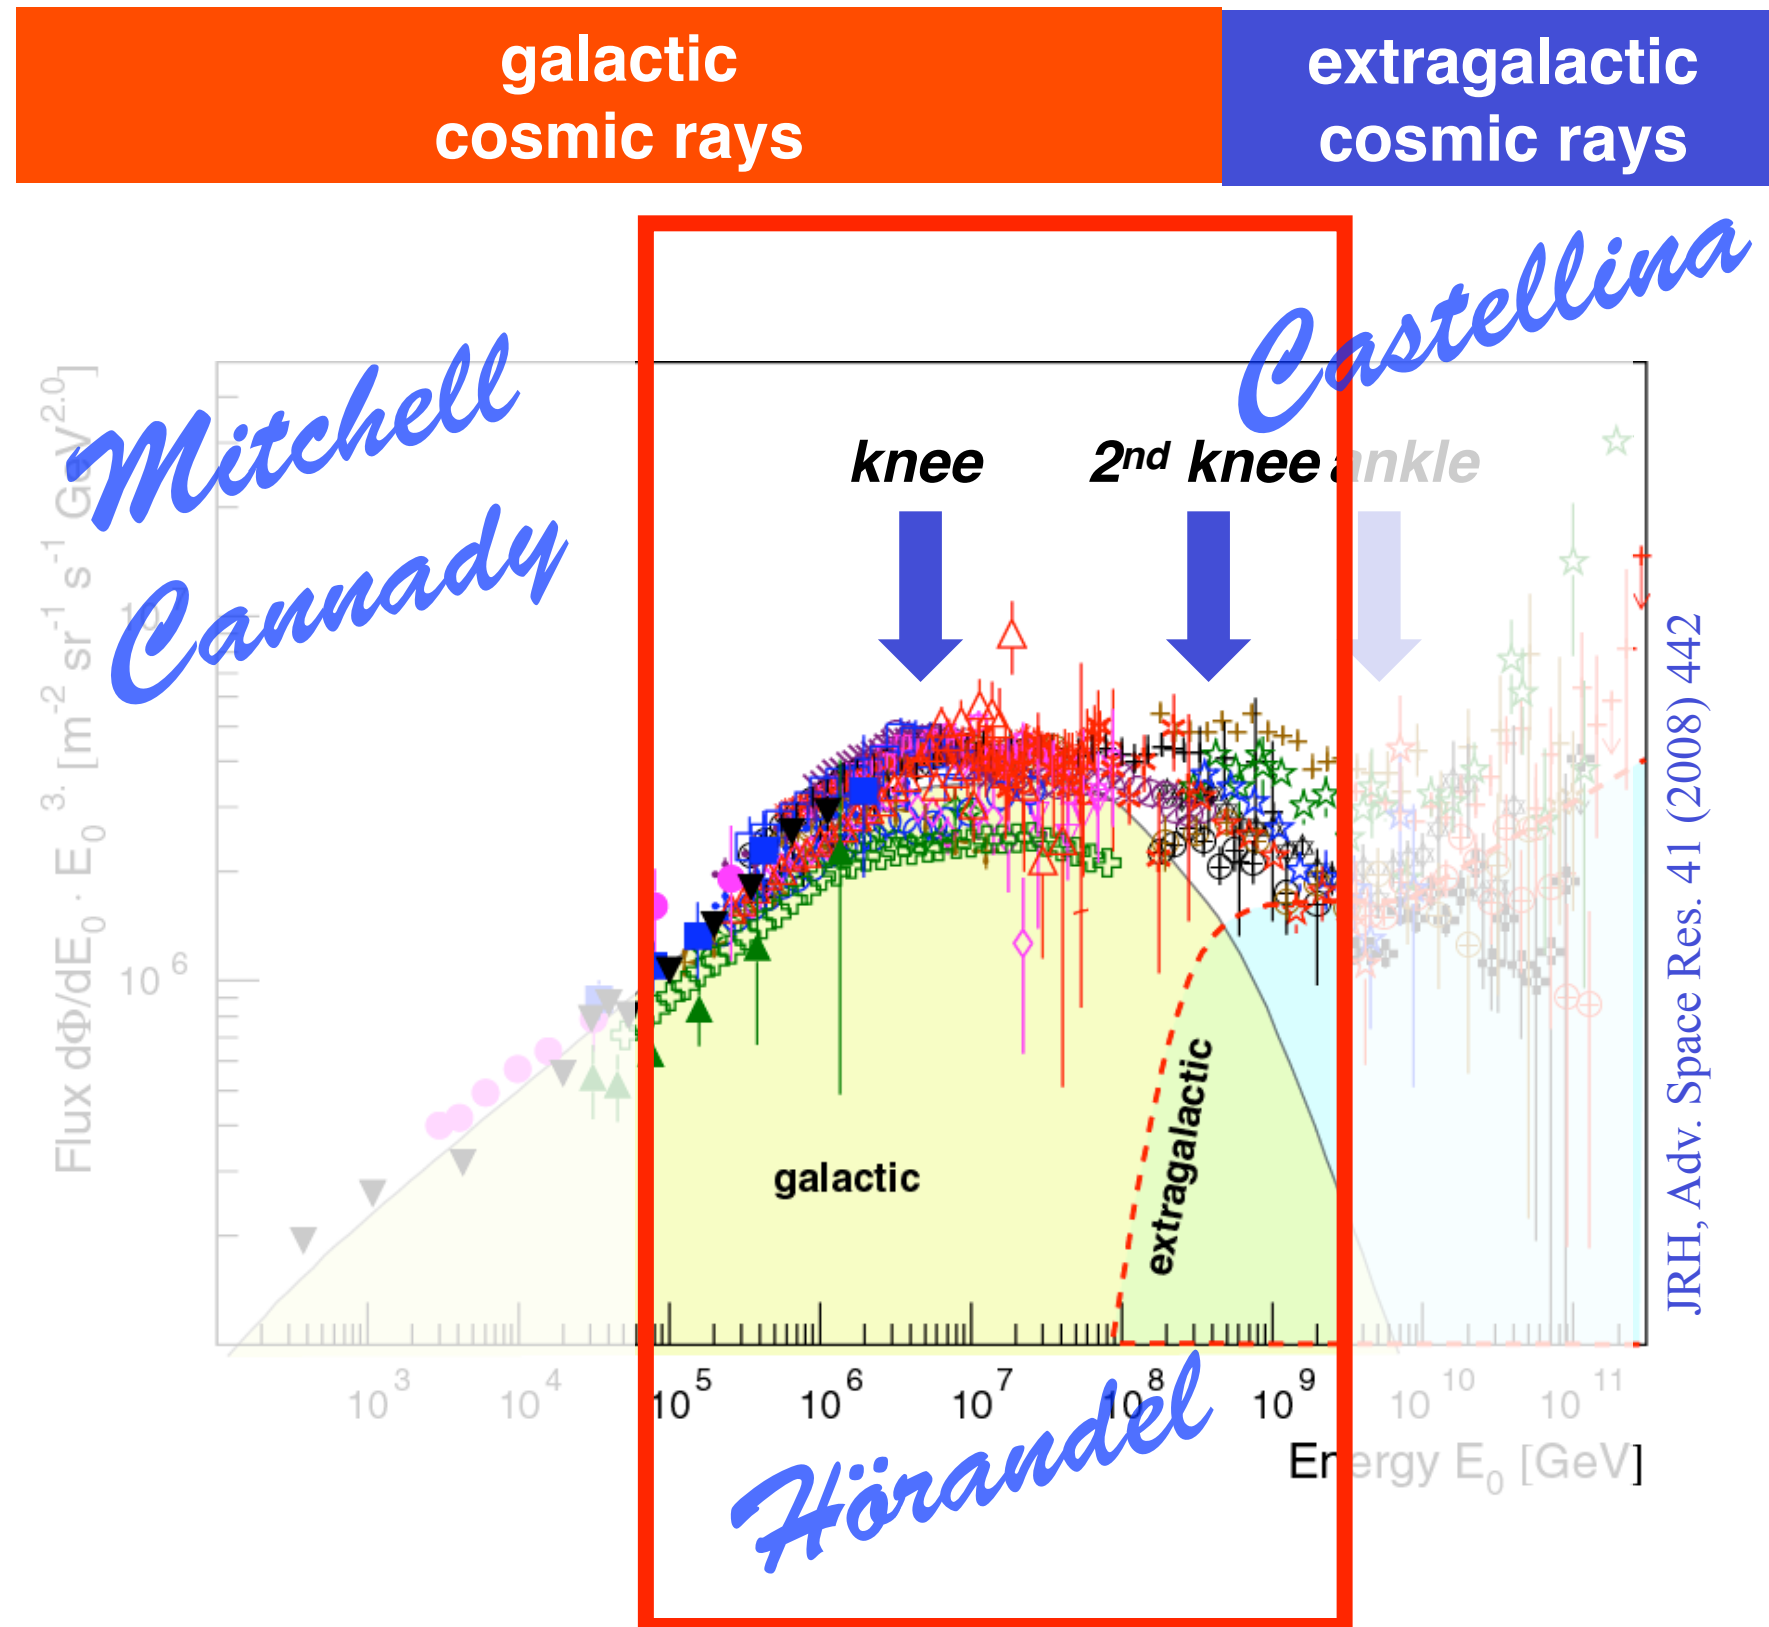 galactic
cosmic rays
extragalactic
cosmic rays
Castellina
Mitchell
Cannady
knee
2nd knee
ankle
Flux dΦ/dE0 · E0 3. [m-2 sr-1 s-1 GeV2.0]
10
10 6
galactic
extragalactic
JRH, Adv. Space Res. 41 (2008) 442
10 3
10 4
10 5
10 6
10 7
10 8
10 9
10 10
10 11
Energy E0 [GeV]
Hörandel